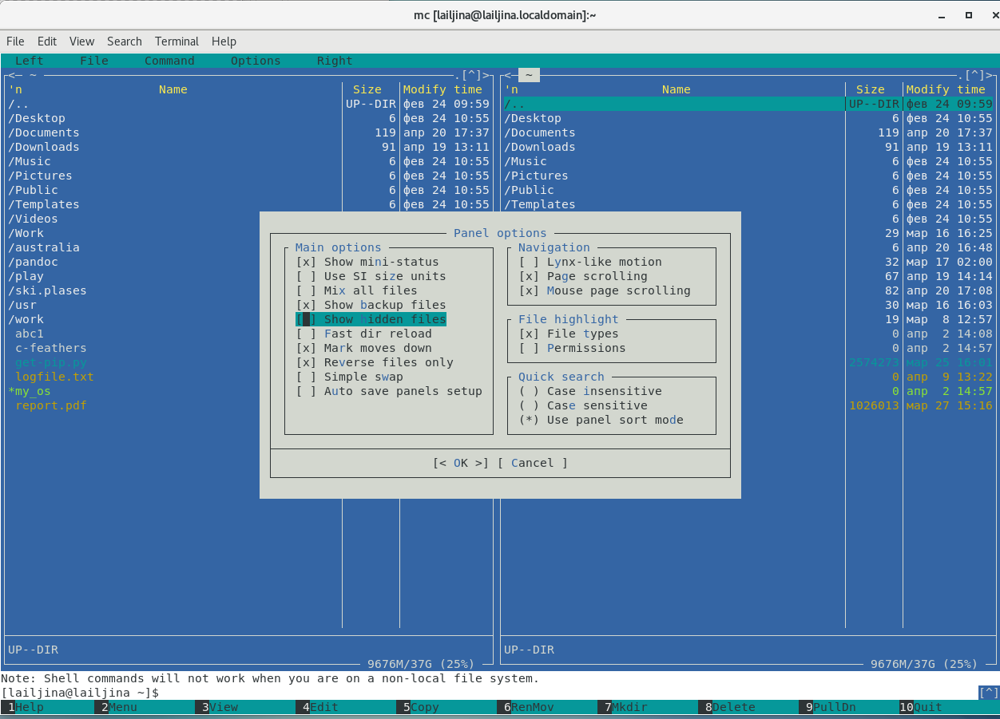 mc [lailjina@lailjina.localdomain]:~
File Edit View Search Terminal Help
Left File Command Options Right
<─ ~ ─.[^]>
'n Name Size Modify time
/.. UP--DIR фев 24 09:59
/Desktop 6 фев 24 10:55
/Documents 119 апр 20 17:37
/Downloads 91 апр 19 13:11
/Music 6 фев 24 10:55
/Pictures 6 фев 24 10:55
/Public 6 фев 24 10:55
/Templates 6 фев 24 10:55
/Videos
/Work
/australia
/pandoc
/play
/ski.plases
/usr
/work
abc1
c-feathers
get-pip.py
logfile.txt
*my_os
report.pdf
UP--DIR
9676M/37G (25%)
<─ ~ ─.[^]>
'n Name Size Modify time
/.. UP--DIR фев 24 09:59
/Desktop 6 фев 24 10:55
/Documents 119 апр 20 17:37
/Downloads 91 апр 19 13:11
/Music 6 фев 24 10:55
/Pictures 6 фев 24 10:55
/Public 6 фев 24 10:55
/Templates 6 фев 24 10:55
6 фев 24 10:55
29 мар 16 16:25
6 апр 20 16:48
32 мар 17 02:00
67 апр 19 14:14
82 апр 20 17:08
30 мар 16 16:03
19 мар 8 12:57
0 апр 2 14:08
0 апр 2 14:57
2574273 мар 25 16:01
0 апр 9 13:22
0 апр 2 14:57
1026013 мар 27 15:16
UP--DIR
9676M/37G (25%)
Panel options
Main options
[x] Show mini-status
[ ] Use SI size units
[ ] Mix all files
[x] Show backup files
[ ] Show hidden files
[ ] Fast dir reload
[x] Mark moves down
[x] Reverse files only
[ ] Simple swap
[ ] Auto save panels setup
Navigation
[ ] Lynx-like motion
[x] Page scrolling
[x] Mouse page scrolling
File highlight
[x] File types
[ ] Permissions
Quick search
( ) Case insensitive
( ) Case sensitive
(*) Use panel sort mode
[< OK >] [ Cancel ]
Note: Shell commands will not work when you are on a non-local file system.
[lailjina@lailjina ~]$ [^]
1Help 2Menu 3View 4Edit 5Copy 6RenMov 7Mkdir 8Delete 9PullDn 10Quit